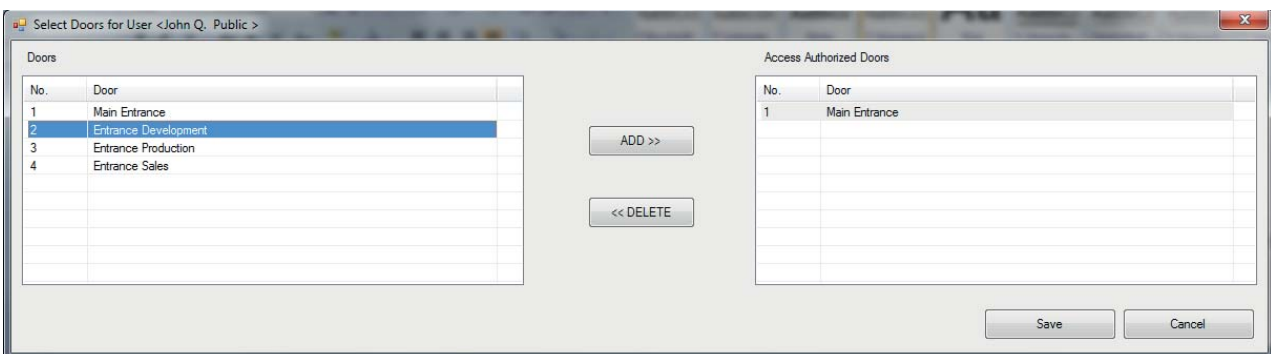 Select Doors for User <John Q. Public >
Doors
No. Door
1 Main Entrance
2 Entrance Development
3 Entrance Production
4 Entrance Sales
ADD >>
<< DELETE
Access Authorized Doors
No. Door
1 Main Entrance
Save Cancel